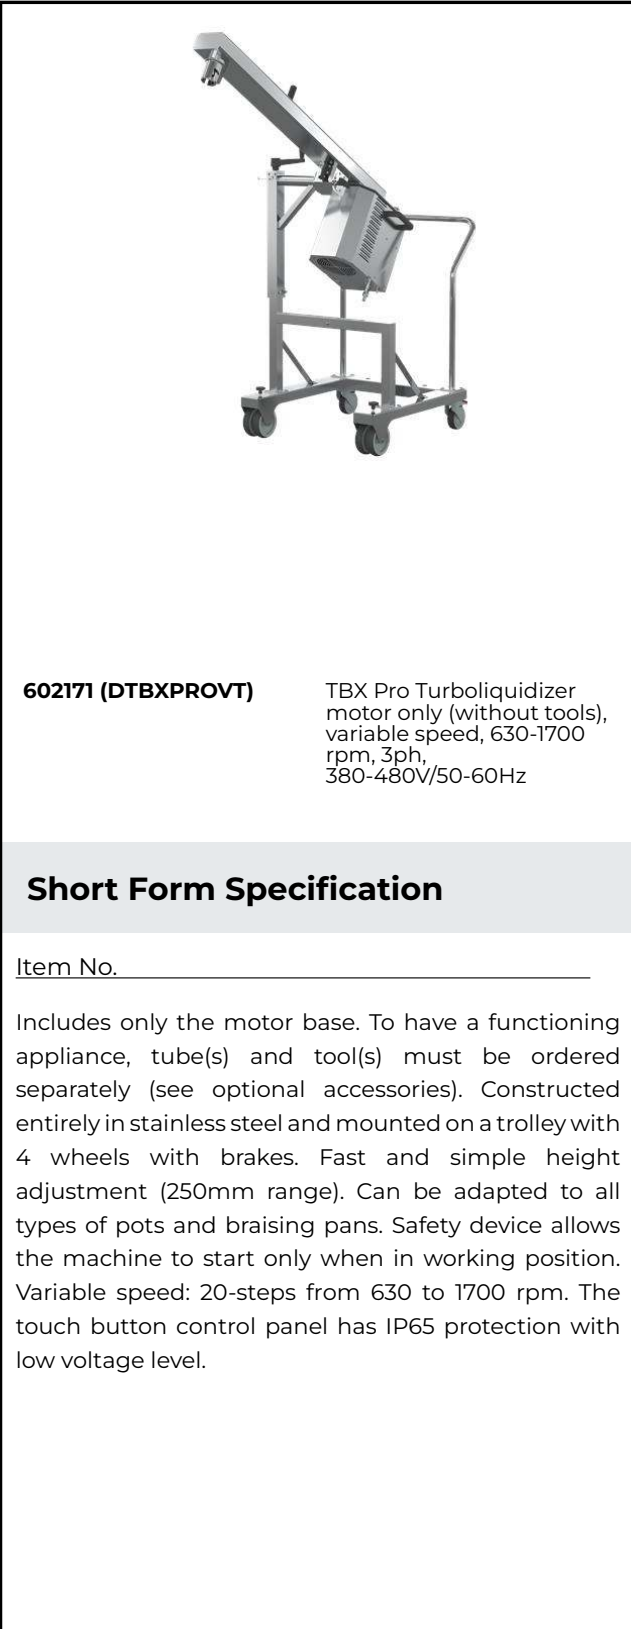 602171 (DTBXPROVT)
TBX Pro Turboliquidizer
motor only (without tools),
variable speed, 630-1700
rpm, 3ph,
380-480V/50-60Hz
Short Form Specification
Item No.
Includes only the motor base. To have a functioning
appliance, tube(s) and tool(s) must be ordered
separately (see optional accessories). Constructed
entirely in stainless steel and mounted on a trolley with
4 wheels with brakes. Fast and simple height
adjustment (250mm range). Can be adapted to all
types of pots and braising pans. Safety device allows
the machine to start only when in working position.
Variable speed: 20-steps from 630 to 1700 rpm. The
touch button control panel has IP65 protection with
low voltage level.